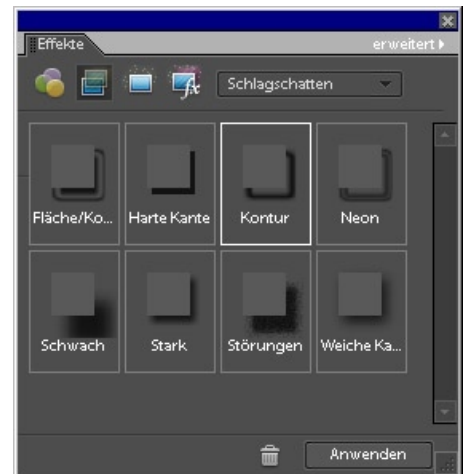 Effekte
erweitert
Schlagschatten
Fläche/Ko... Harte Kante Kontur Neon
Schwach Stark Störungen Weiche Ka...
Anwenden